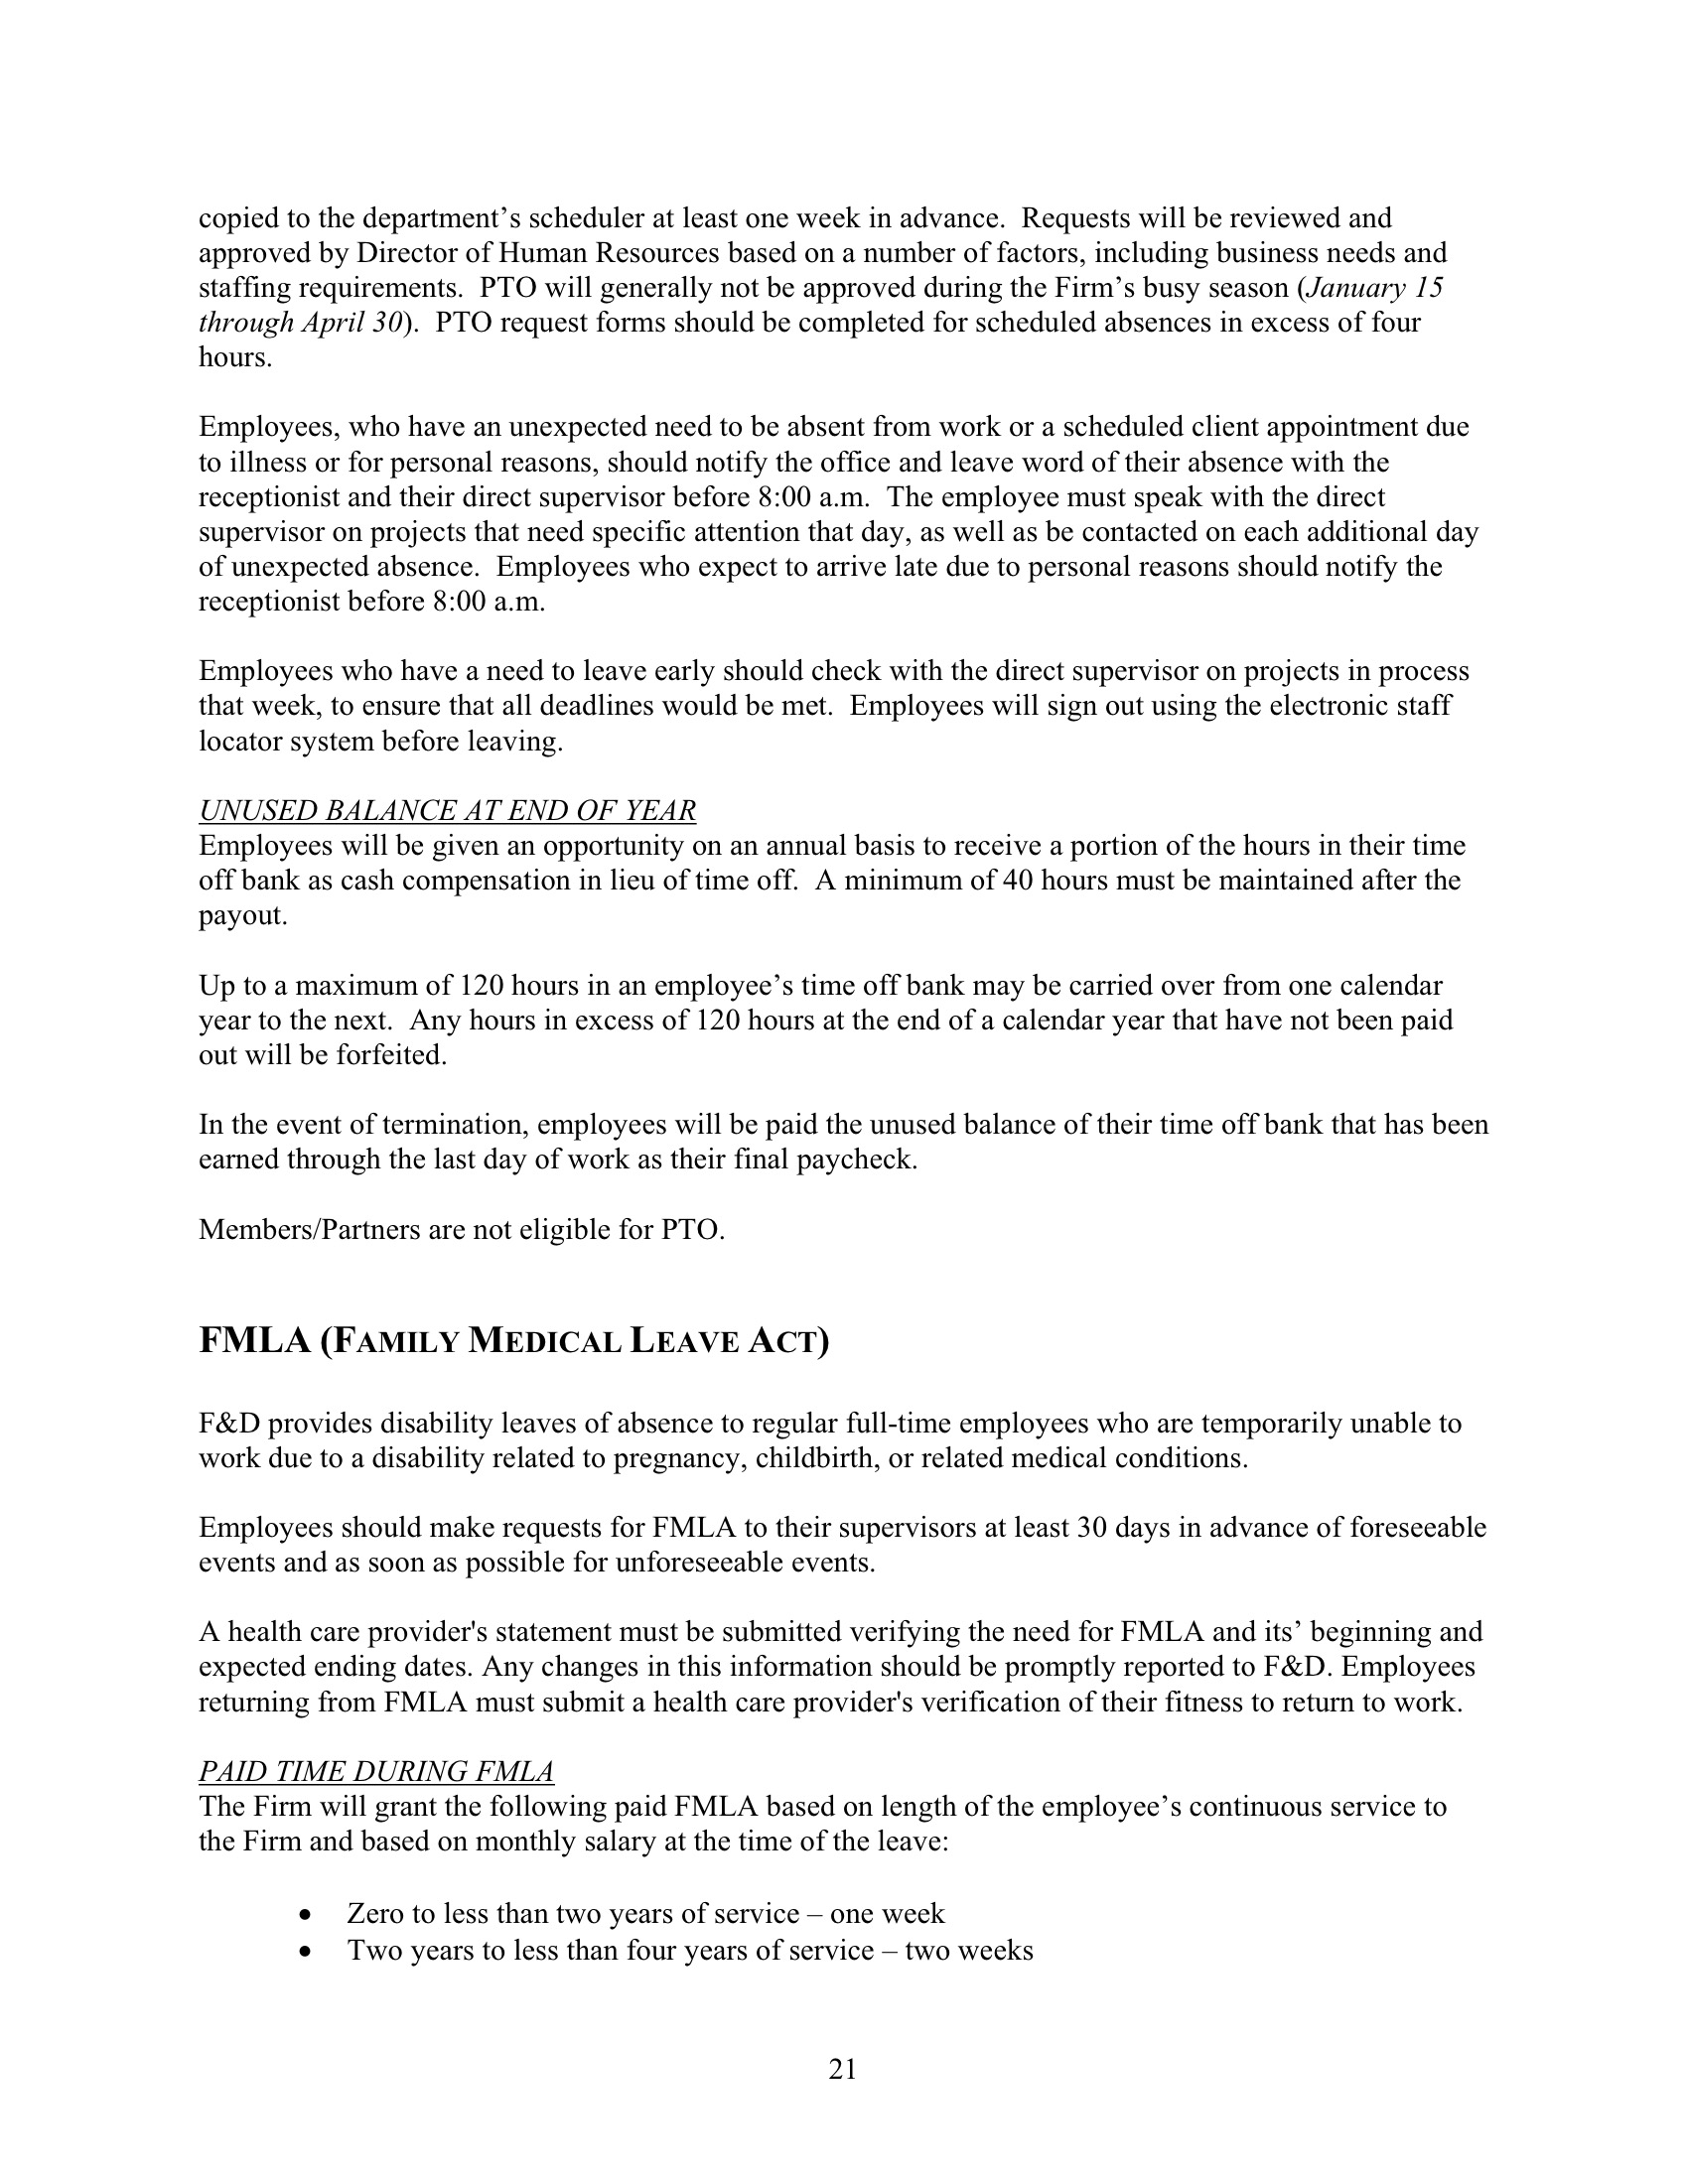 copied to the department’s scheduler at least one week in advance.  Requests will be reviewed and
approved by Director of Human Resources based on a number of factors, including business needs and
staffing requirements.  PTO will generally not be approved during the Firm’s busy season (January 15
through April 30).  PTO request forms should be completed for scheduled absences in excess of four
hours.
Employees, who have an unexpected need to be absent from work or a scheduled client appointment due
to illness or for personal reasons, should notify the office and leave word of their absence with the
receptionist and their direct supervisor before 8:00 a.m.  The employee must speak with the direct
supervisor on projects that need specific attention that day, as well as be contacted on each additional day
of unexpected absence.  Employees who expect to arrive late due to personal reasons should notify the
receptionist before 8:00 a.m.
Employees who have a need to leave early should check with the direct supervisor on projects in process
that week, to ensure that all deadlines would be met.  Employees will sign out using the electronic staff
locator system before leaving.
UNUSED BALANCE AT END OF YEAR
Employees will be given an opportunity on an annual basis to receive a portion of the hours in their time
off bank as cash compensation in lieu of time off.  A minimum of 40 hours must be maintained after the
payout.
Up to a maximum of 120 hours in an employee’s time off bank may be carried over from one calendar
year to the next.  Any hours in excess of 120 hours at the end of a calendar year that have not been paid
out will be forfeited.
In the event of termination, employees will be paid the unused balance of their time off bank that has been
earned through the last day of work as their final paycheck.
Members/Partners are not eligible for PTO.
FMLA (FAMILY MEDICAL LEAVE ACT)
F&D provides disability leaves of absence to regular full-time employees who are temporarily unable to
work due to a disability related to pregnancy, childbirth, or related medical conditions.
Employees should make requests for FMLA to their supervisors at least 30 days in advance of foreseeable
events and as soon as possible for unforeseeable events.
A health care provider's statement must be submitted verifying the need for FMLA and its’ beginning and
expected ending dates. Any changes in this information should be promptly reported to F&D. Employees
returning from FMLA must submit a health care provider's verification of their fitness to return to work.
PAID TIME DURING FMLA
The Firm will grant the following paid FMLA based on length of the employee’s continuous service to
the Firm and based on monthly salary at the time of the leave:
• Zero to less than two years of service – one week
• Two years to less than four years of service – two weeks
21